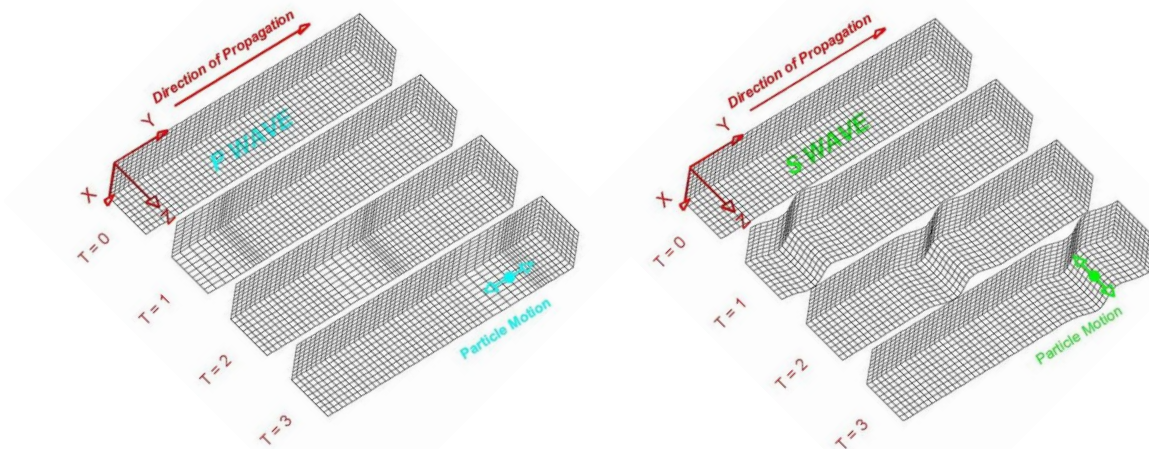 Direction of Propagation
Y
P WAVE
X
Z
T = 0
T = 1
T = 2
T = 3
Particle Motion
Direction of Propagation
Y
S WAVE
X
Z
T = 0
T = 1
T = 2
T = 3
Particle Motion